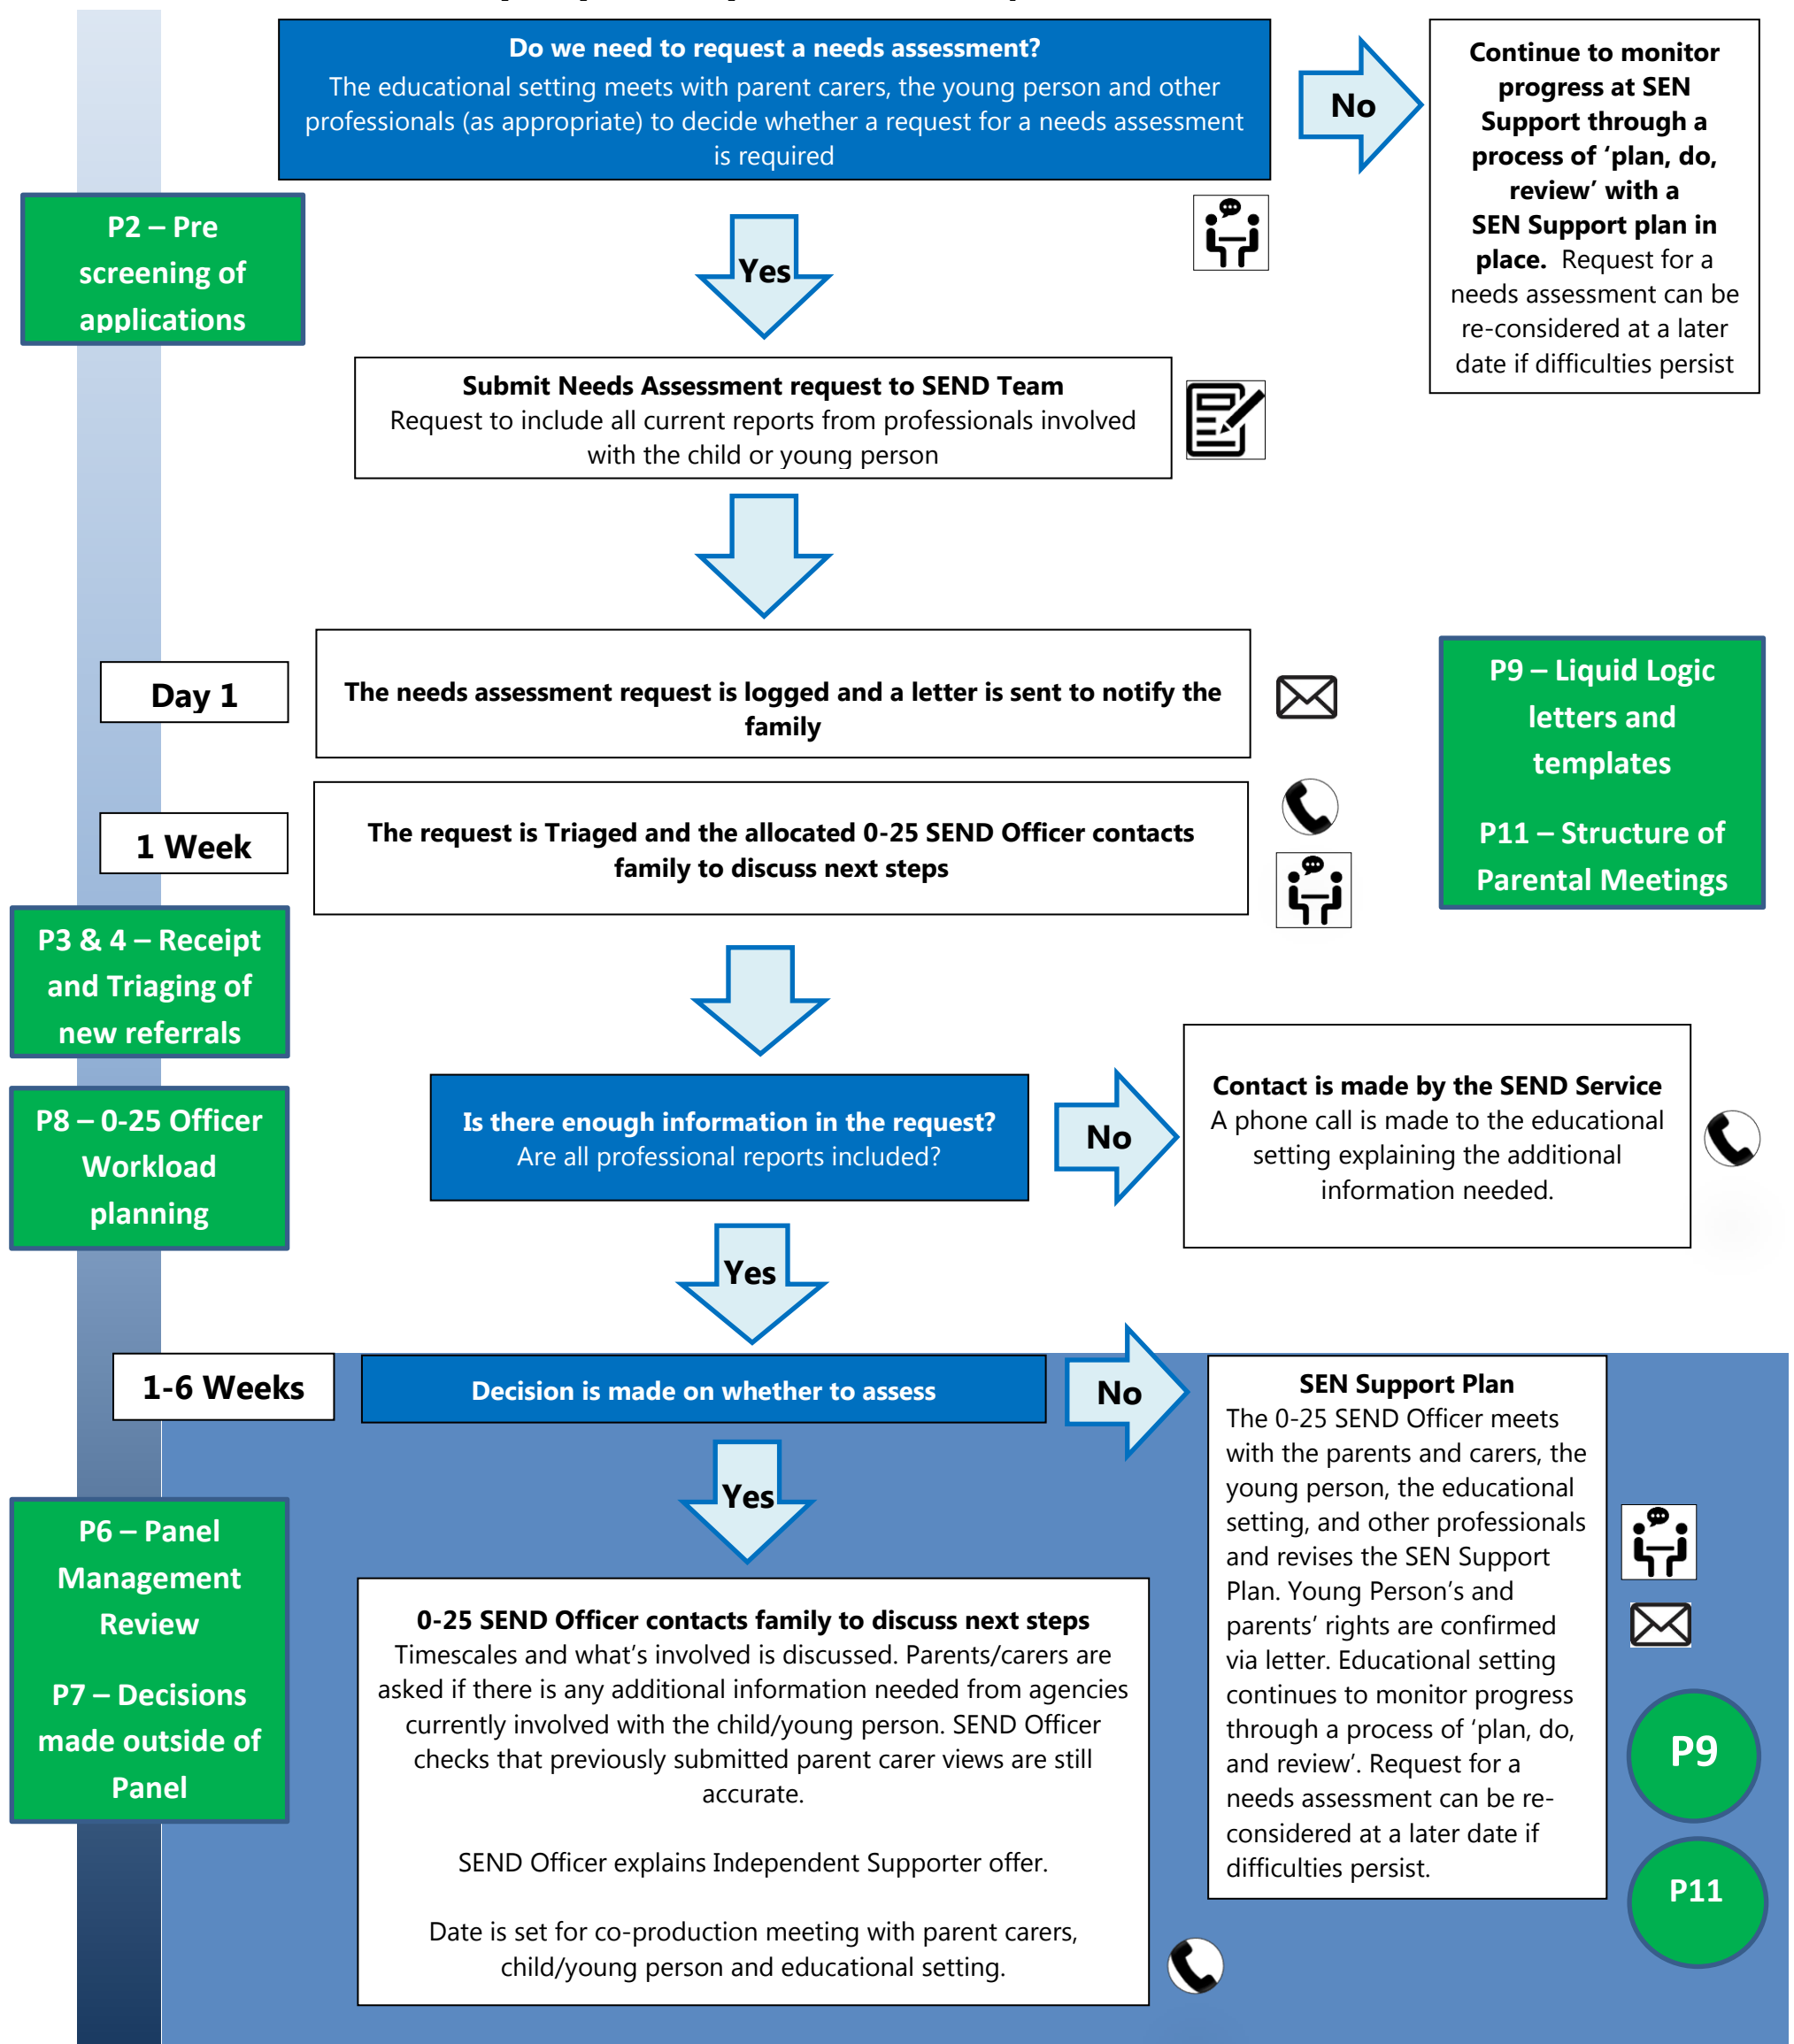 Do we need to request a needs assessment?
The educational setting meets with parent carers, the young person and other
professionals (as appropriate) to decide whether a request for a needs assessment
is required
No
Continue to monitor
progress at SEN
Support through a
process of ‘plan, do,
review’ with a
SEN Support plan in
place. Request for a
needs assessment can be
re-considered at a later
date if difficulties persist
P2 – Pre
screening of
applications
Yes
Submit Needs Assessment request to SEND Team
Request to include all current reports from professionals involved
with the child or young person
Day 1
The needs assessment request is logged and a letter is sent to notify the
family
P9 – Liquid Logic
letters and
templates
P11 – Structure of
Parental Meetings
1 Week
The request is Triaged and the allocated 0-25 SEND Officer contacts
family to discuss next steps
P3 & 4 – Receipt
and Triaging of
new referrals
P8 – 0-25 Officer
Workload
planning
Is there enough information in the request?
Are all professional reports included?
No
Contact is made by the SEND Service
A phone call is made to the educational
setting explaining the additional
information needed.
Yes
1-6 Weeks
Decision is made on whether to assess
No
SEN Support Plan
The 0-25 SEND Officer meets
with the parents and carers, the
young person, the educational
setting, and other professionals
and revises the SEN Support
Plan. Young Person’s and
parents’ rights are confirmed
via letter. Educational setting
continues to monitor progress
through a process of ‘plan, do,
and review’. Request for a
needs assessment can be re-
considered at a later date if
difficulties persist.
Yes
P6 – Panel
Management
Review
P7 – Decisions
made outside of
Panel
0-25 SEND Officer contacts family to discuss next steps
Timescales and what’s involved is discussed. Parents/carers are
asked if there is any additional information needed from agencies
currently involved with the child/young person. SEND Officer
checks that previously submitted parent carer views are still
accurate.
SEND Officer explains Independent Supporter offer.
Date is set for co-production meeting with parent carers,
child/young person and educational setting.
P9
P11